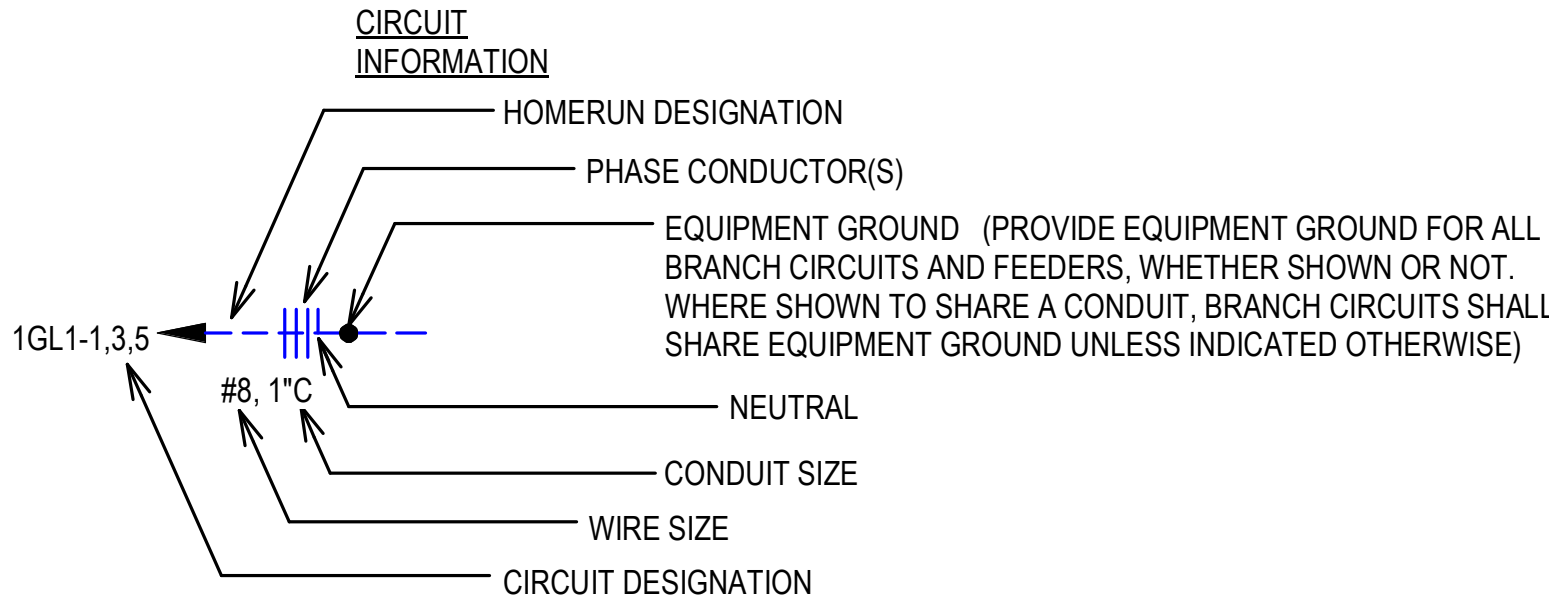 CIRCUIT
INFORMATION
HOMERUN DESIGNATION
PHASE CONDUCTOR(S)
EQUIPMENT GROUND (PROVIDE EQUIPMENT GROUND FOR ALL
BRANCH CIRCUITS AND FEEDERS, WHETHER SHOWN OR NOT.
WHERE SHOWN TO SHARE A CONDUIT, BRANCH CIRCUITS SHALL
SHARE EQUIPMENT GROUND UNLESS INDICATED OTHERWISE)
1GL1-1,3,5
#8, 1"C
NEUTRAL
CONDUIT SIZE
WIRE SIZE
CIRCUIT DESIGNATION